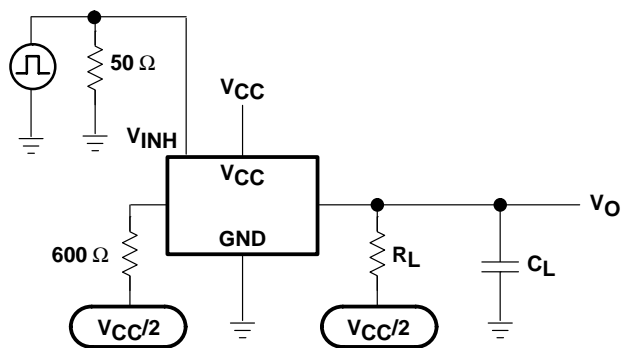 50 Ω
VCC
VINH
VCC
VO
GND
600 Ω
RL
CL
VCC/2
VCC/2